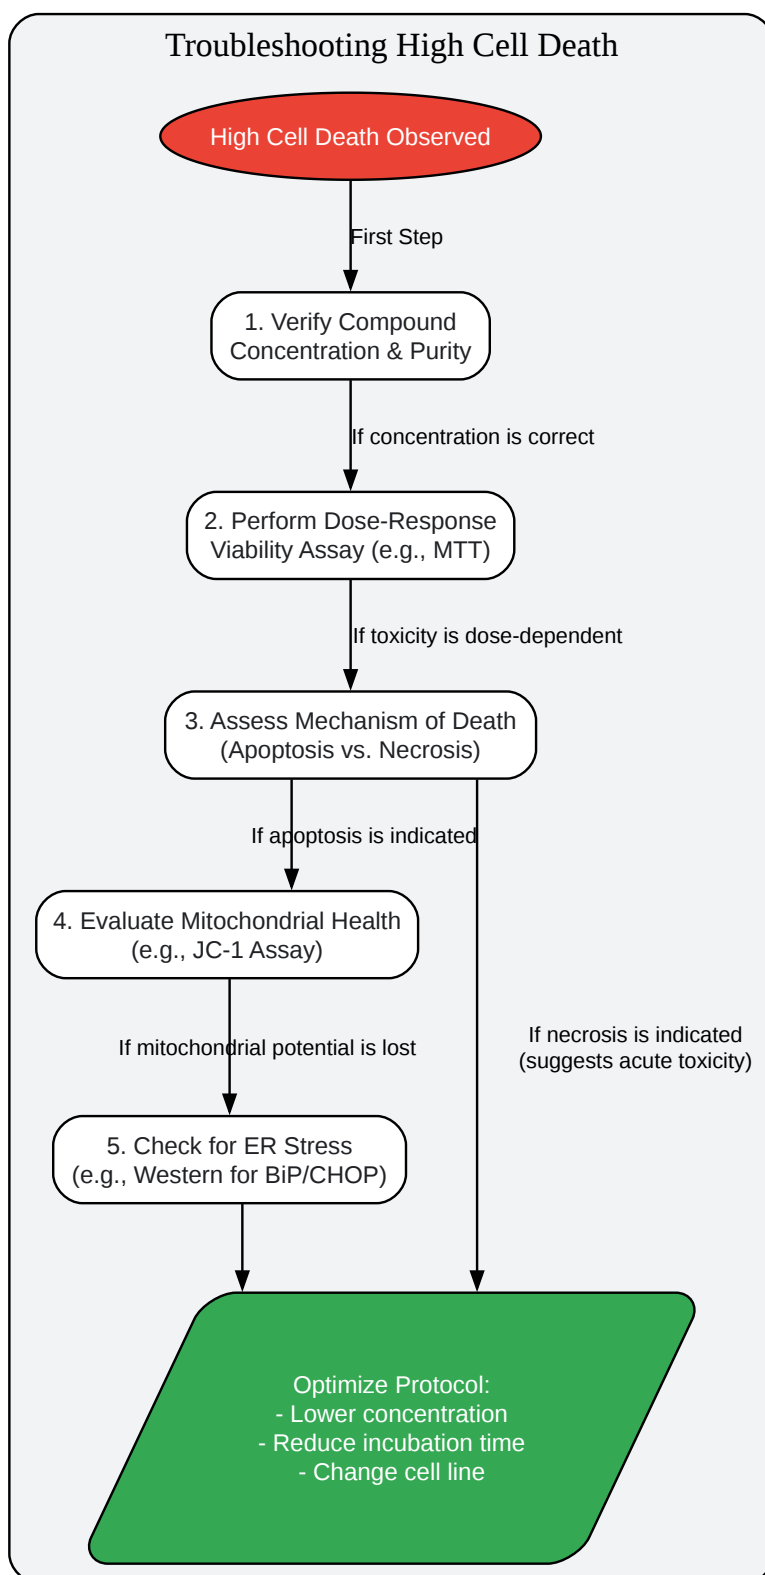 Troubleshooting High Cell Death
High Cell Death Observed
First Step
1. Verify Compound
Concentration & Purity
If concentration is correct
2. Perform Dose-Response
Viability Assay (e.g., MTT)
If toxicity is dose-dependent
3. Assess Mechanism of Death
(Apoptosis vs. Necrosis)
If apoptosis is indicated
4. Evaluate Mitochondrial Health
(e.g., JC-1 Assay)
If mitochondrial potential is lost
If necrosis is indicated
(suggests acute toxicity)
5. Check for ER Stress
(e.g., Western for BiP/CHOP)
Optimize Protocol:
- Lower concentration
- Reduce incubation time
- Change cell line